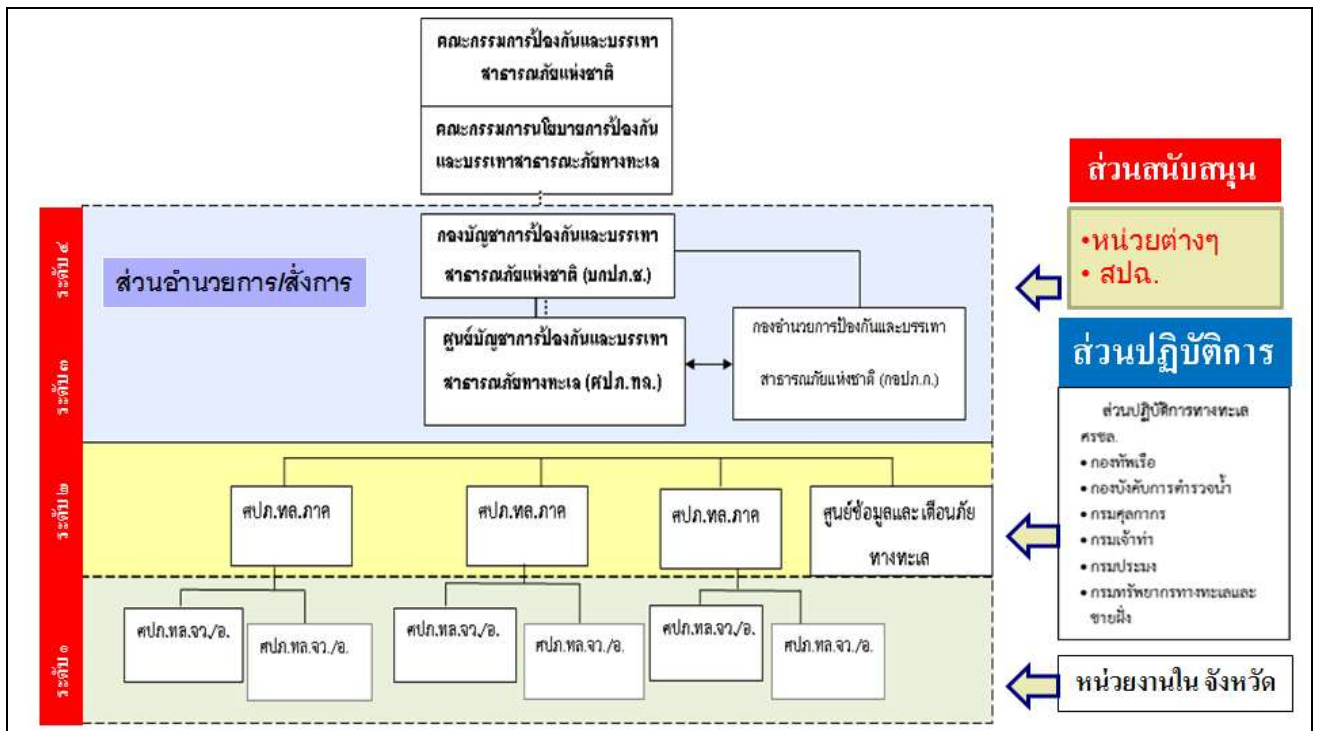 คณะกรรมการป้องกันและบรรเทา
สาธารณภัยแห่งชาติ
คณะกรรมการนโยบายการป้องกัน
และบรรเทาสาธารณะภัยทางทะเล
ส่วนสนับสนุน
•หน่วยต่างๆ
• สปฉ.
ระดับ ๔
ส่วนอำนวยการ/สั่งการ
กองบัญชาการป้องกันและบรรเทา
สาธารณภัยแห่งชาติ (บกปภ.ช.)
ระดับ ๓
ศูนย์บัญชาการป้องกันและบรรเทา
สาธารณภัยทางทะเล (ศปภ.ทล.)
กองอำนวยการป้องกันและบรรเทา
สาธารณภัยแห่งชาติ (กอปภ.ก.)
ส่วนปฏิบัติการ
ส่วนปฏิบัติการทางทะเล
ศรชล.
• กองทัพเรือ
• กองบังคับการตำรวจน้ำ
• กรมศุลกากร
• กรมเจ้าท่า
• กรมประมง
• กรมทรัพยากรทางทะเลและ
ชายฝั่ง
ระดับ ๒
ศปภ.ทล.ภาค
ศปภ.ทล.ภาค
ศปภ.ทล.ภาค
ศูนย์ข้อมูลและเตือนภัย
ทางทะเล
ระดับ ๑
ศปภ.ทล.จว./อ.
ศปภ.ทล.จว./อ.
ศปภ.ทล.จว./อ.
ศปภ.ทล.จว./อ.
ศปภ.ทล.จว./อ.
ศปภ.ทล.จว./อ.
หน่วยงานใน จังหวัด